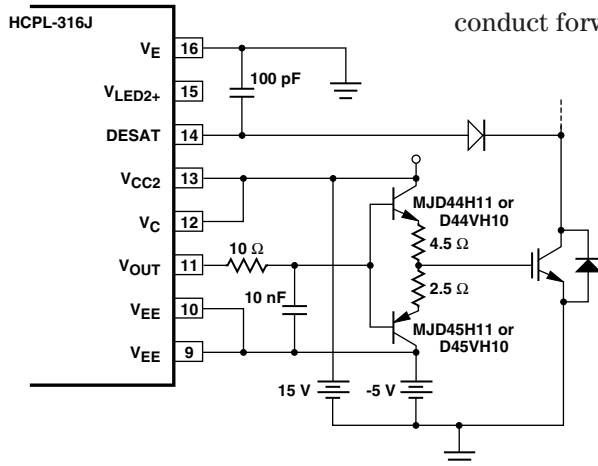 HCPL-316J
conduct forw
VE 16
100 pF
VLED2+ 15
DESAT 14
VCC2 13
MJD44H11 or
D44VH10
VC 12
4.5 Ω
10 Ω
VOUT 11
2.5 Ω
10 nF
VEE 10
MJD45H11 or
D45VH10
VEE 9
15 V
-5 V